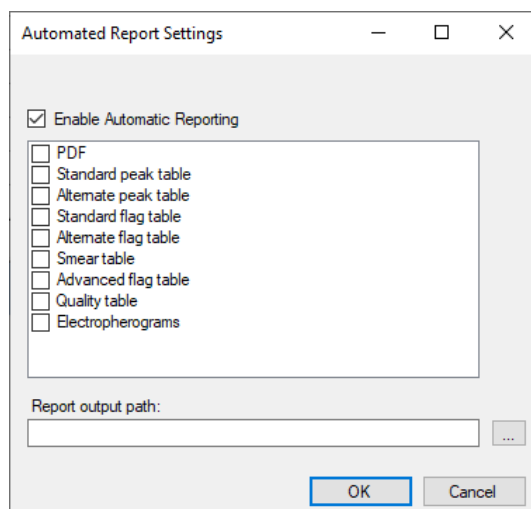 Automated Report Settings
Enable Automatic Reporting
PDF
Standard peak table
Alternate peak table
Standard flag table
Alternate flag table
Smear table
Advanced flag table
Quality table
Electropherograms
Report output path:
...
OK
Cancel